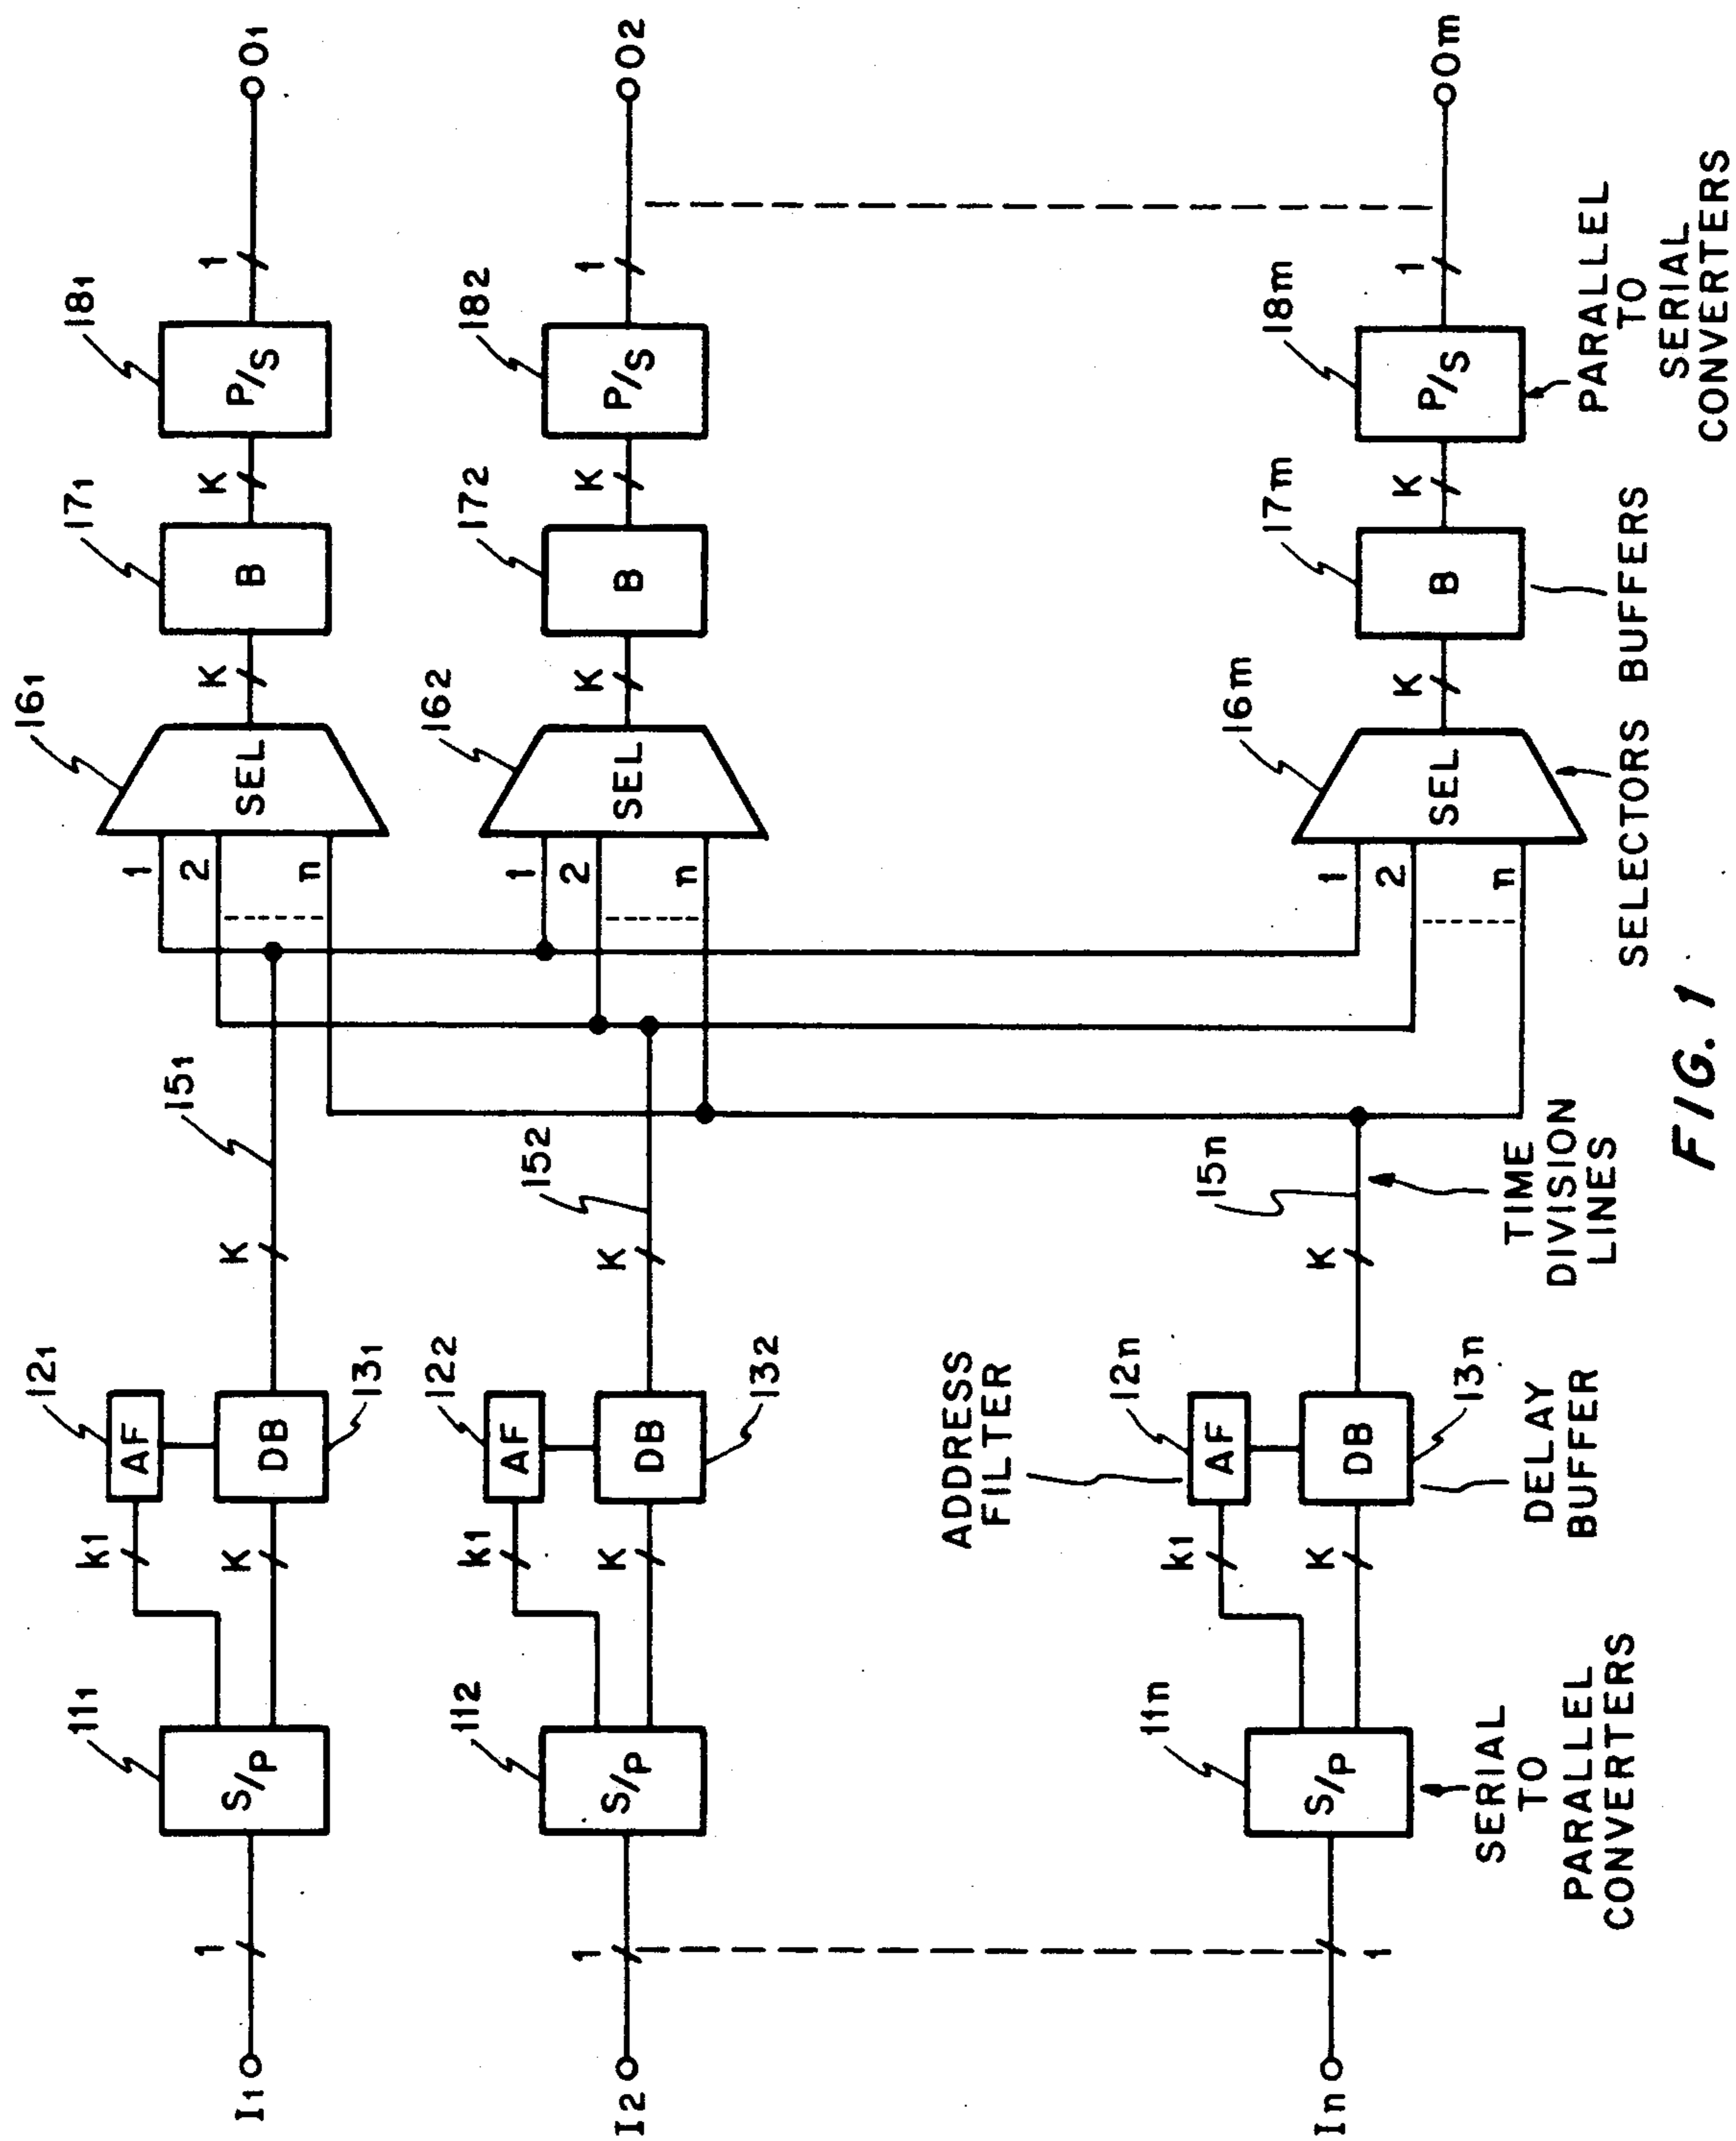 I1
1
S/P
111
k1
K
AF
121
DB
131
K
151
1
2
n
SEL
161
K
B
171
K
P/S
181
1
O1
I2
1
S/P
112
k1
K
AF
122
DB
132
K
152
1
2
n
SEL
162
K
B
172
K
P/S
182
1
O2
In
1
S/P
11n
k1
K
AF
12n
DB
13n
K
15n
1
2
n
SEL
16m
K
B
17m
K
P/S
18m
1
Om
ADDRESS
FILTER
SERIAL
TO
PARALLEL
CONVERTERS
DELAY
BUFFER
TIME
DIVISION
LINES
SELECTORS
BUFFERS
PARALLEL
TO
SERIAL
CONVERTERS
FIG. 1